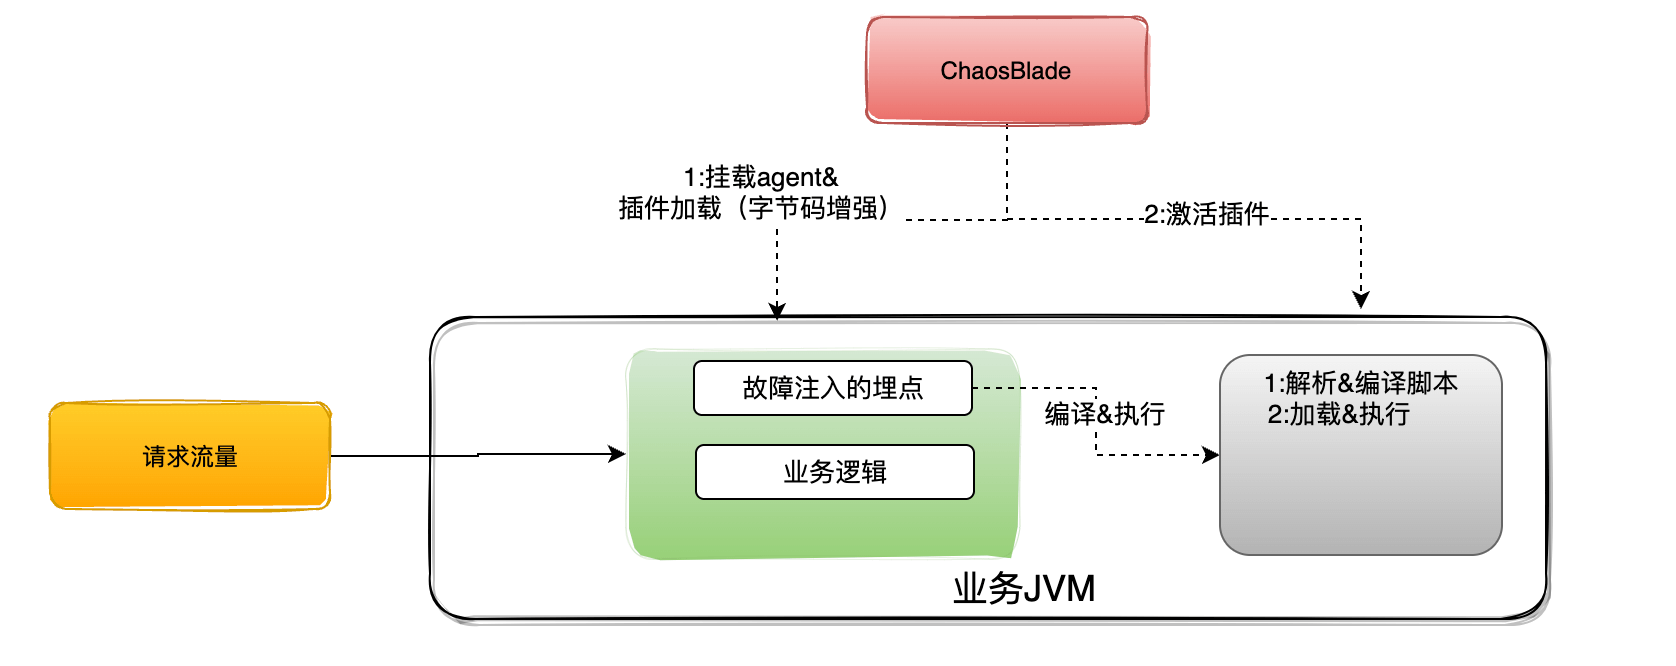 ChaosBlade
1:挂载agent&
插件加载（字节码增强）
2:激活插件
故障注入的埋点
1:解析&编译脚本
2:加载&执行
编译&执行
请求流量
业务逻辑
业务JVM